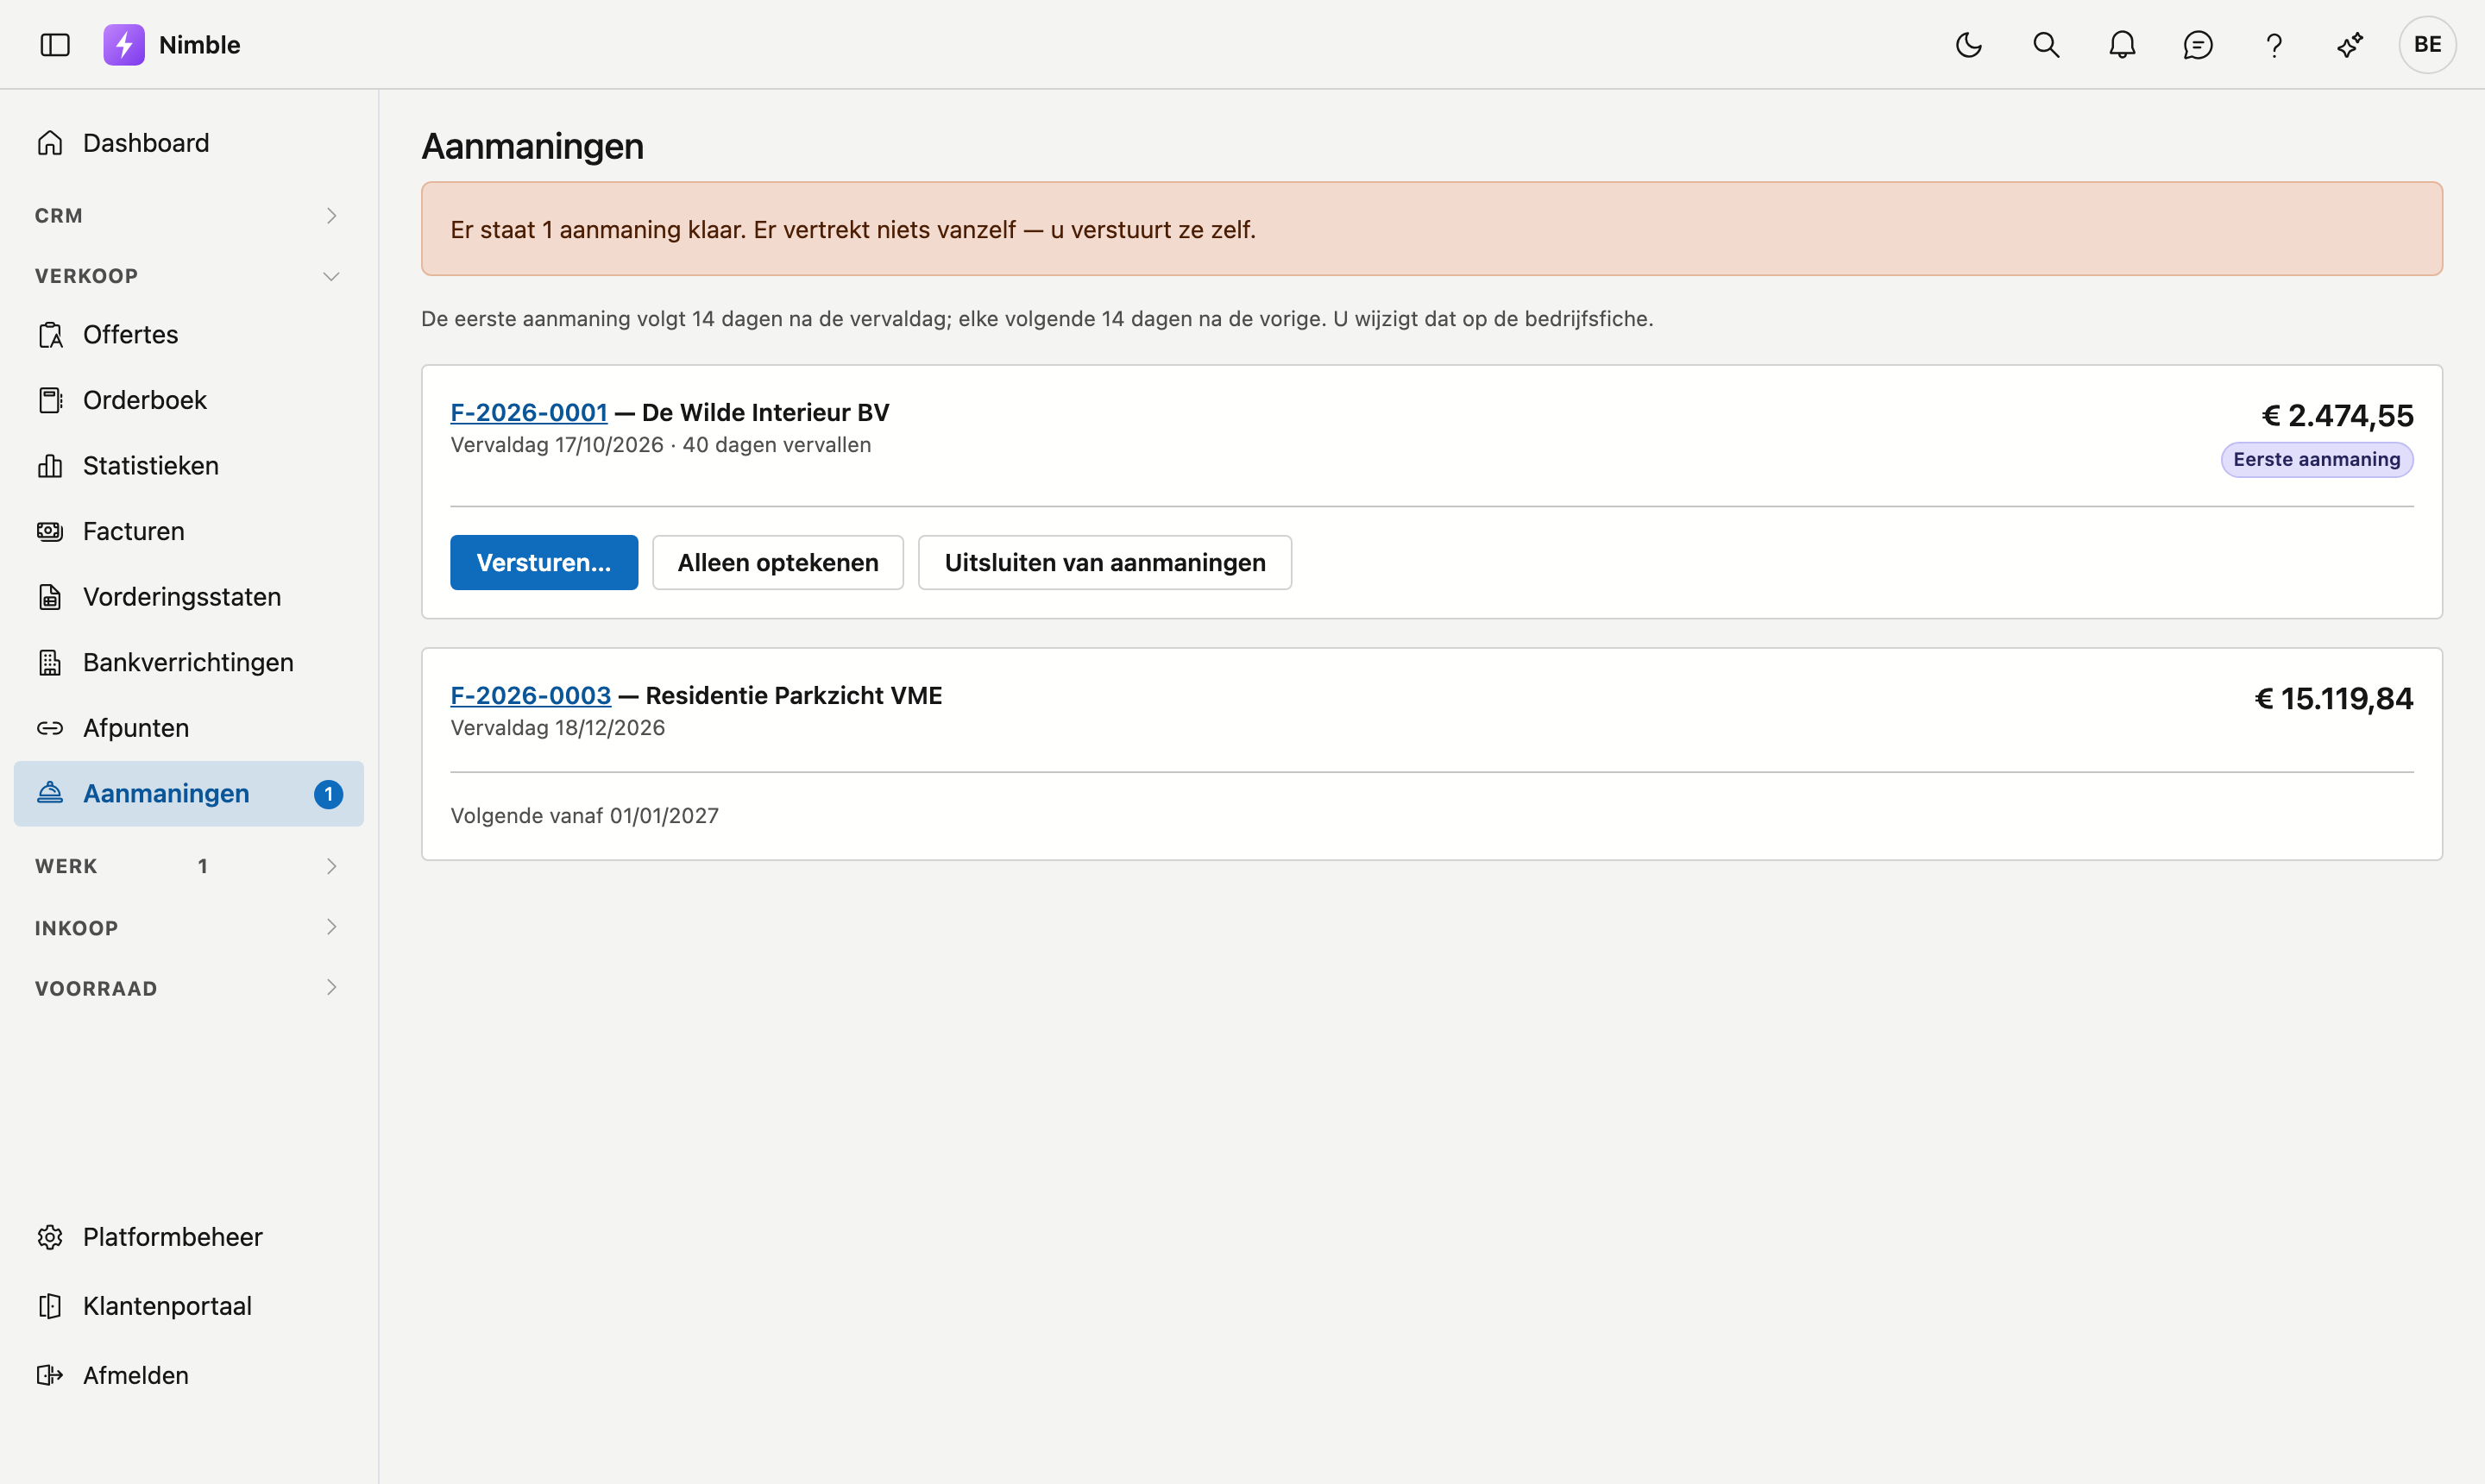 Nimble
BE
Dashboard
CRM
VERKOOP
Offertes
Orderboek
Statistieken
Facturen
Vorderingsstaten
Bankverrichtingen
Afpunten
Aanmaningen 1
WERK 1
INKOOP
VOORRAAD
Platformbeheer
Klantenportaal
Afmelden
Aanmaningen
Er staat 1 aanmaning klaar. Er vertrekt niets vanzelf — u verstuurt ze zelf.
De eerste aanmaning volgt 14 dagen na de vervaldag; elke volgende 14 dagen na de vorige. U wijzigt dat op de bedrijfsfiche.
F-2026-0001 — De Wilde Interieur BV
€ 2.474,55
Vervaldag 17/10/2026 · 40 dagen vervallen
Eerste aanmaning
Versturen... Alleen optekenen Uitsluiten van aanmaningen
F-2026-0003 — Residentie Parkzicht VME
€ 15.119,84
Vervaldag 18/12/2026
Volgende vanaf 01/01/2027